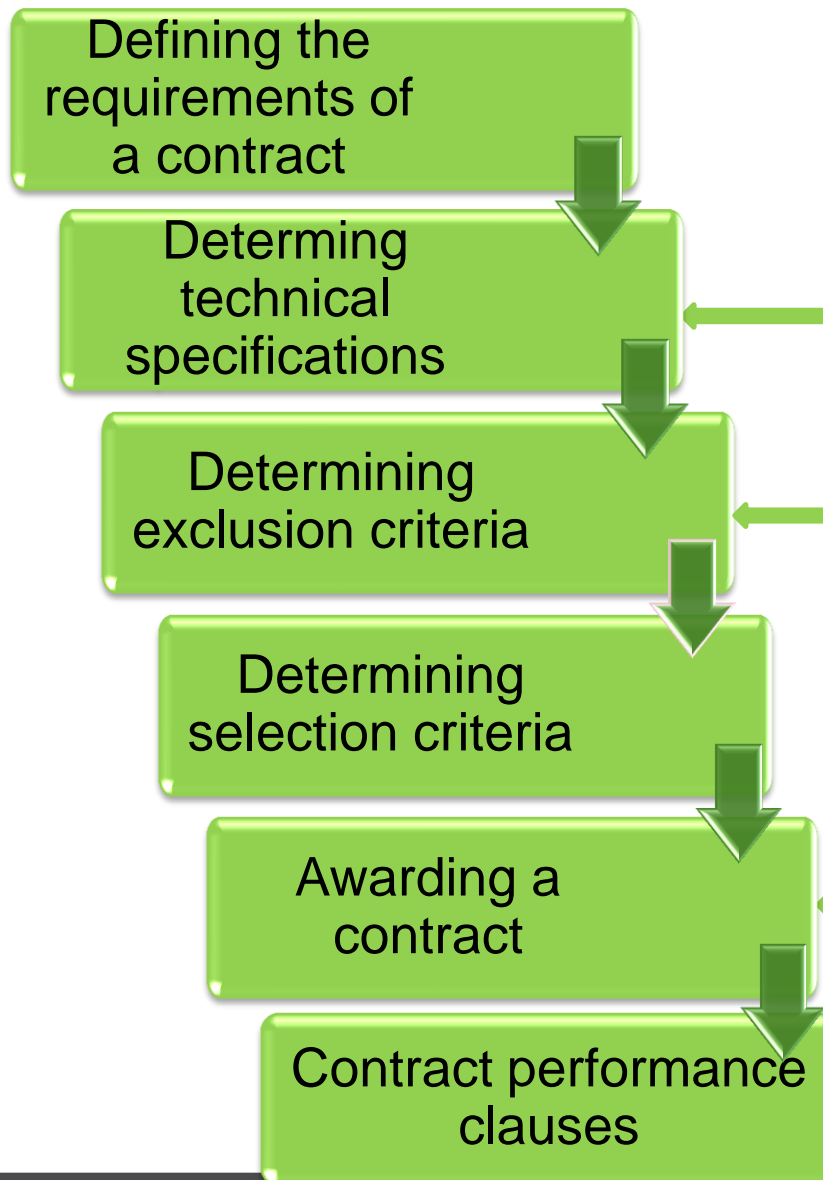 Defining the
requirements of
a contract
Determing
technical
specifications
Determining
exclusion criteria
Determining
selection criteria
Awarding a
contract
Contract performance
clauses